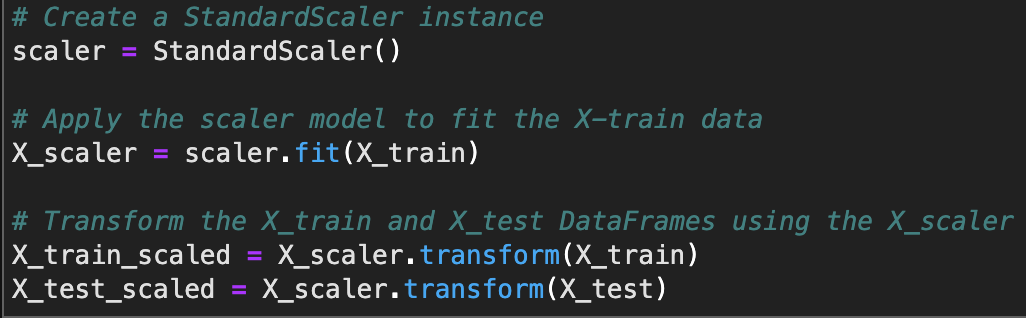 # Create a StandardScaler instance
scaler = StandardScaler()
# Apply the scaler model to fit the X-train data
X_scaler = scaler.fit(X_train)
# Transform the X_train and X_test DataFrames using the X_scaler
X_train_scaled = X_scaler.transform(X_train)
X_test_scaled = X_scaler.transform(X_test)